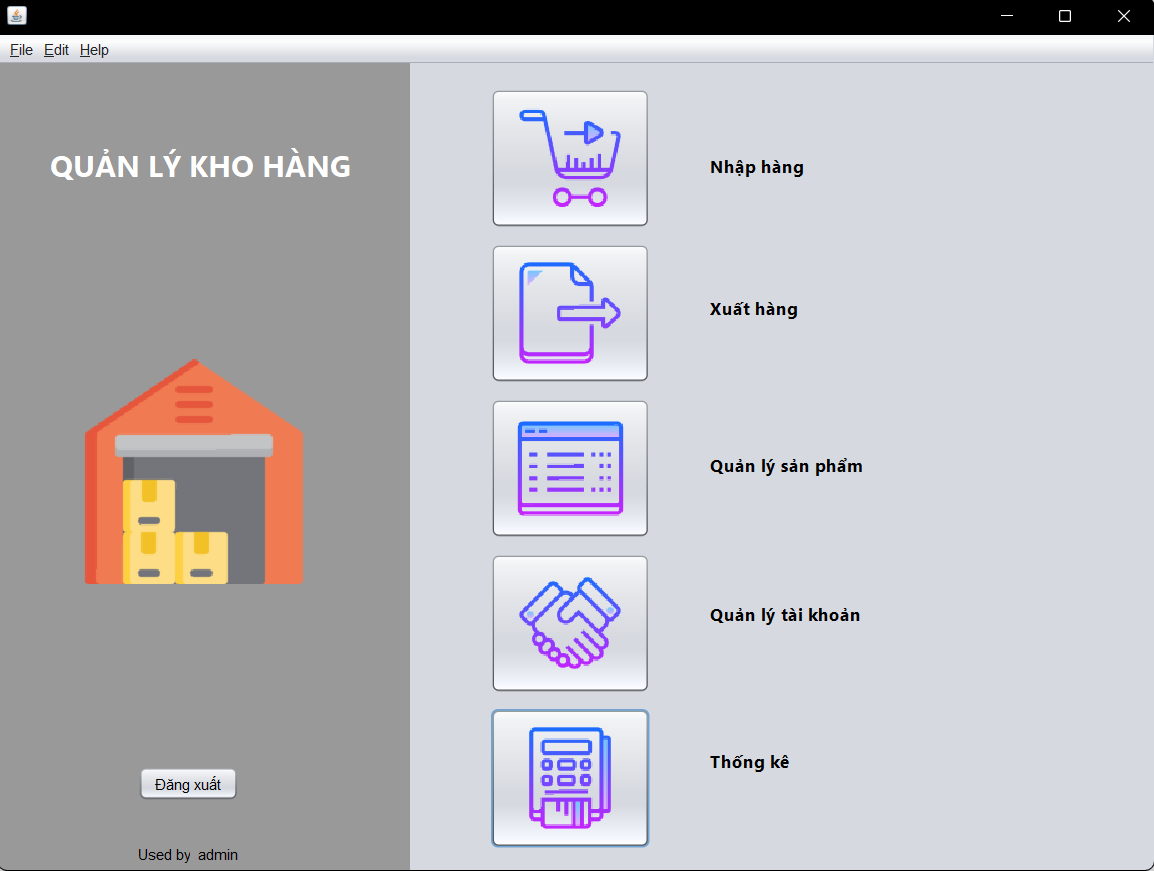 File Edit Help
QUẢN LÝ KHO HÀNG
Đăng xuất
Used by admin
Nhập hàng
Xuất hàng
Quản lý sản phẩm
Quản lý tài khoản
Thống kê